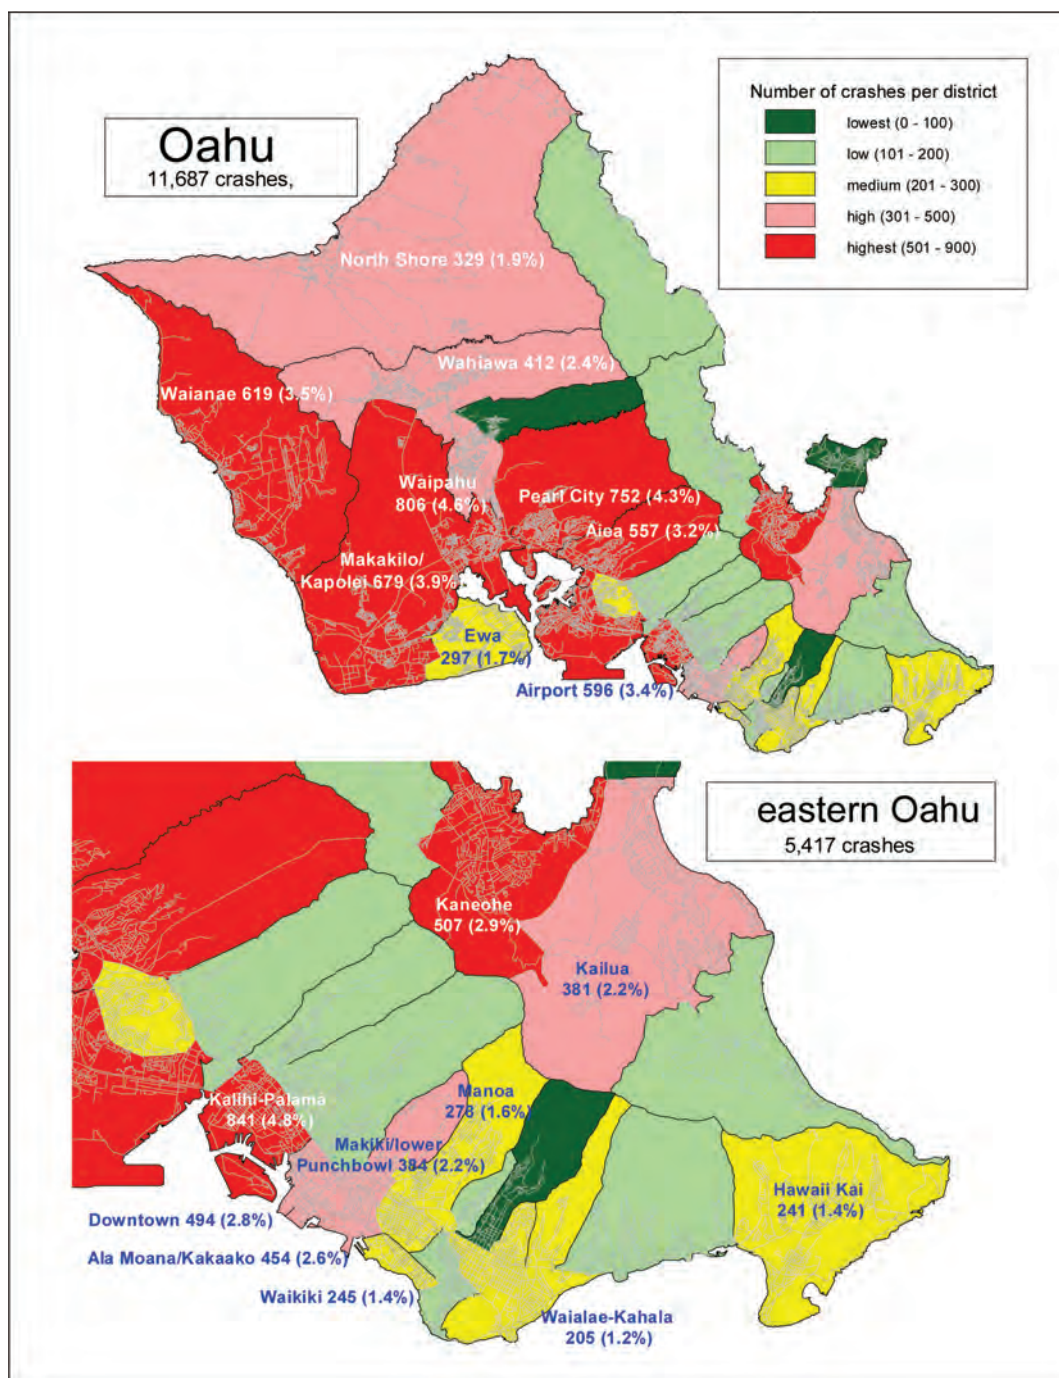 Oahu
11,687 crashes,
Number of crashes per district
lowest (0 - 100)
low (101 - 200)
medium (201 - 300)
high (301 - 500)
highest (501 - 900)
North Shore 329 (1.9%)
Wahiawa 412 (2.4%)
Waianae 619 (3.5%)
Waipahu
806 (4.6%)
Pearl City 752 (4.3%)
Aiea 557 (3.2%)
Makakilo/
Kapolei 679 (3.9%
Ewa
297 (1.7%)
Airport 596 (3.4%)
eastern Oahu
5,417 crashes
Kaneohe
507 (2.9%)
Kailua
381 (2.2%)
Kalihi-Palama
841 (4.8%)
Manoa
278 (1.6%)
Makiki/lower
Punchbowl 384 (2.2%)
Hawaii Kai
241 (1.4%)
Downtown 494 (2.8%)
Ala Moana/Kakaako 454 (2.6%)
Waikiki 245 (1.4%)
Waialae-Kahala
205 (1.2%)